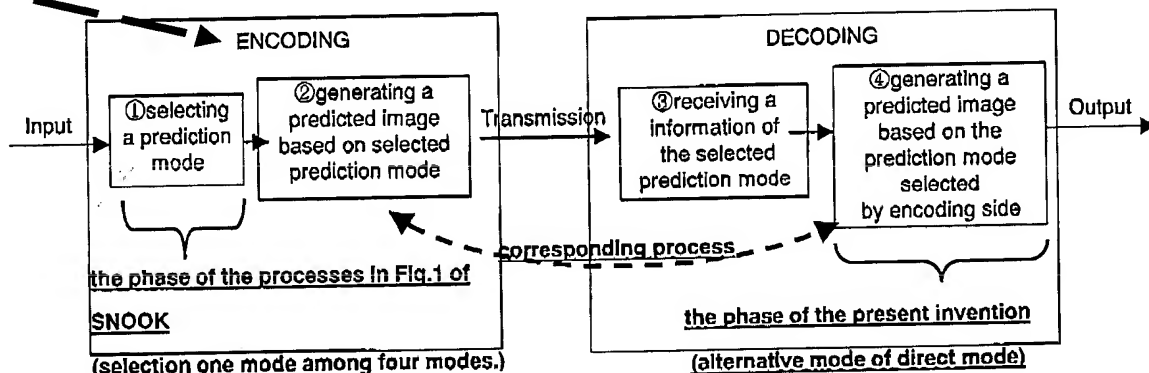 ENCODING
DECODING
Input
①selecting
a prediction
mode
②generating a
predicted image
based on selected
prediction mode
Transmission
③receiving a
information of
the selected
prediction mode
④generating a
predicted image
based on the
prediction mode
selected
by encoding side
Output
corresponding process
the phase of the processes in Fig.1 of
SNOOK
(selection one mode among four modes.)
the phase of the present invention
(alternative mode of direct mode)